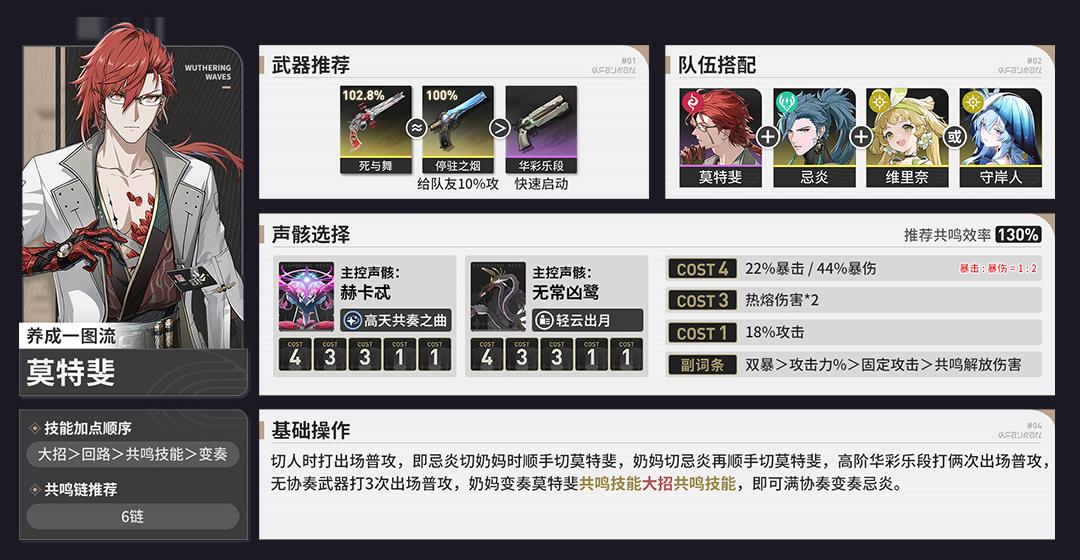 WUTHERING
WAVES
养成一图流
莫特斐
技能加点顺序
大招＞回路＞共鸣技能＞变奏
共鸣链推荐
6链
武器推荐
#01
102.8%
100%
≈
>
死与舞
停驻之烟
华彩乐段
给队友10%攻
快速启动
队伍搭配
#02
+
+
或
莫特斐
忌炎
维里奈
守岸人
声骸选择
推荐共鸣效率 130%
主控声骸：
赫卡忒
高天共奏之曲
COST COST COST COST COST
4 3 3 1 1
主控声骸：
无常凶鹭
轻云出月
COST COST COST COST COST
4 3 3 1 1
COST 4 22%暴击 / 44%暴伤 暴击 : 暴伤 = 1 : 2
COST 3 热熔伤害*2
COST 1 18%攻击
副词条 双暴＞攻击力%＞固定攻击＞共鸣解放伤害
基础操作
#04
切人时打出场普攻，即忌炎切奶妈时顺手切莫特斐，奶妈切忌炎再顺手切莫特斐，高阶华彩乐段打俩次出场普攻，
无协奏武器打3次出场普攻，奶妈变奏莫特斐共鸣技能大招共鸣技能，即可满协奏变奏忌炎。